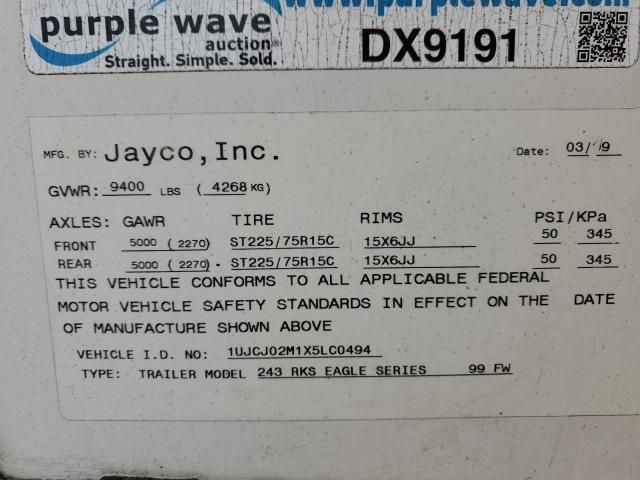 purple wave
auction®
Straight. Simple. Sold.
DX9191
MFG. BY: Jayco, Inc.
Date: 03/ 9
GVWR: 9400 LBS ( 4268 KG)
AXLES: GAWR TIRE RIMS PSI/KPa
FRONT 5000 (2270) ST225/75R15C 15X6JJ 50 345
REAR 5000 (2270). ST225/75R15C 15X6JJ 50 345
THIS VEHICLE CONFORMS TO ALL APPLICABLE FEDERAL
MOTOR VEHICLE SAFETY STANDARDS IN EFFECT ON THE DATE
OF MANUFACTURE SHOWN ABOVE
VEHICLE I.D. NO: 1UJCJ02M1X5LC0494
TYPE: TRAILER MODEL 243 RKS EAGLE SERIES 99 FW